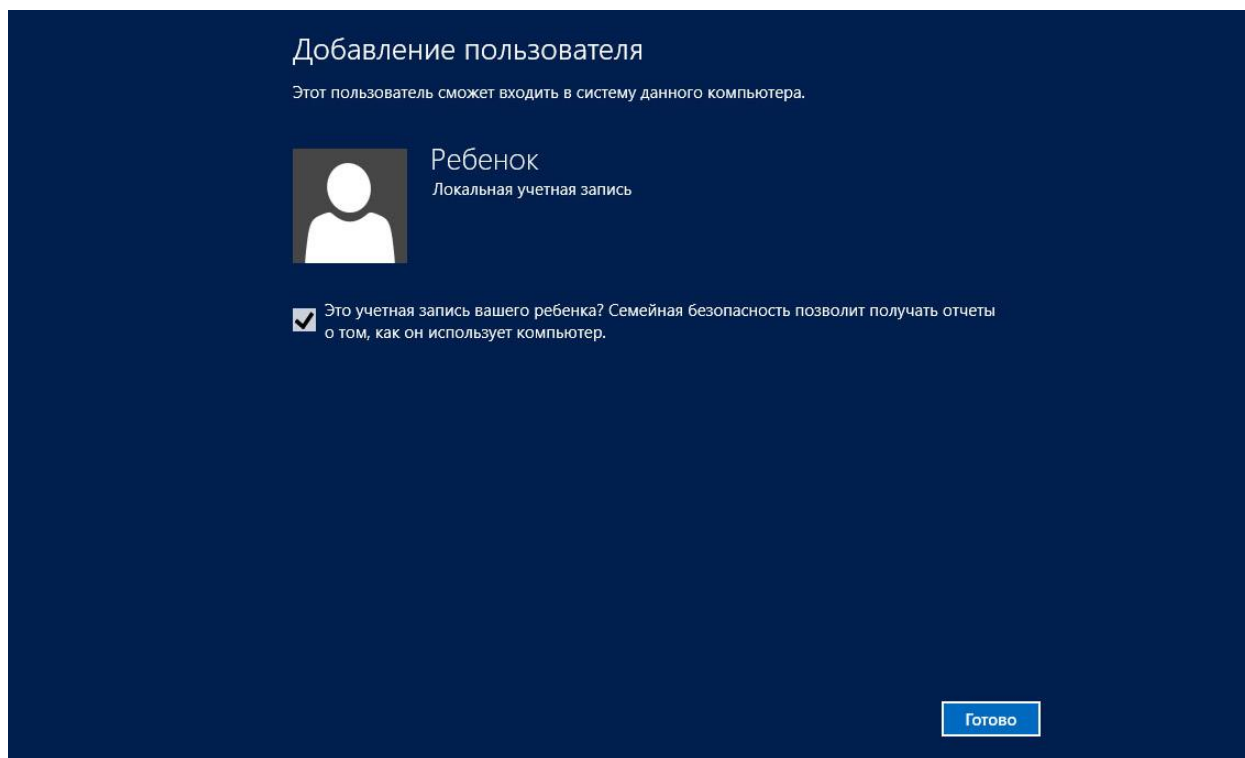 Добавление пользователя
Этот пользователь сможет входить в систему данного компьютера.
Ребенок
Локальная учетная запись
Это учетная запись вашего ребенка? Семейная безопасность позволит получать отчеты
о том, как он использует компьютер.
Готово